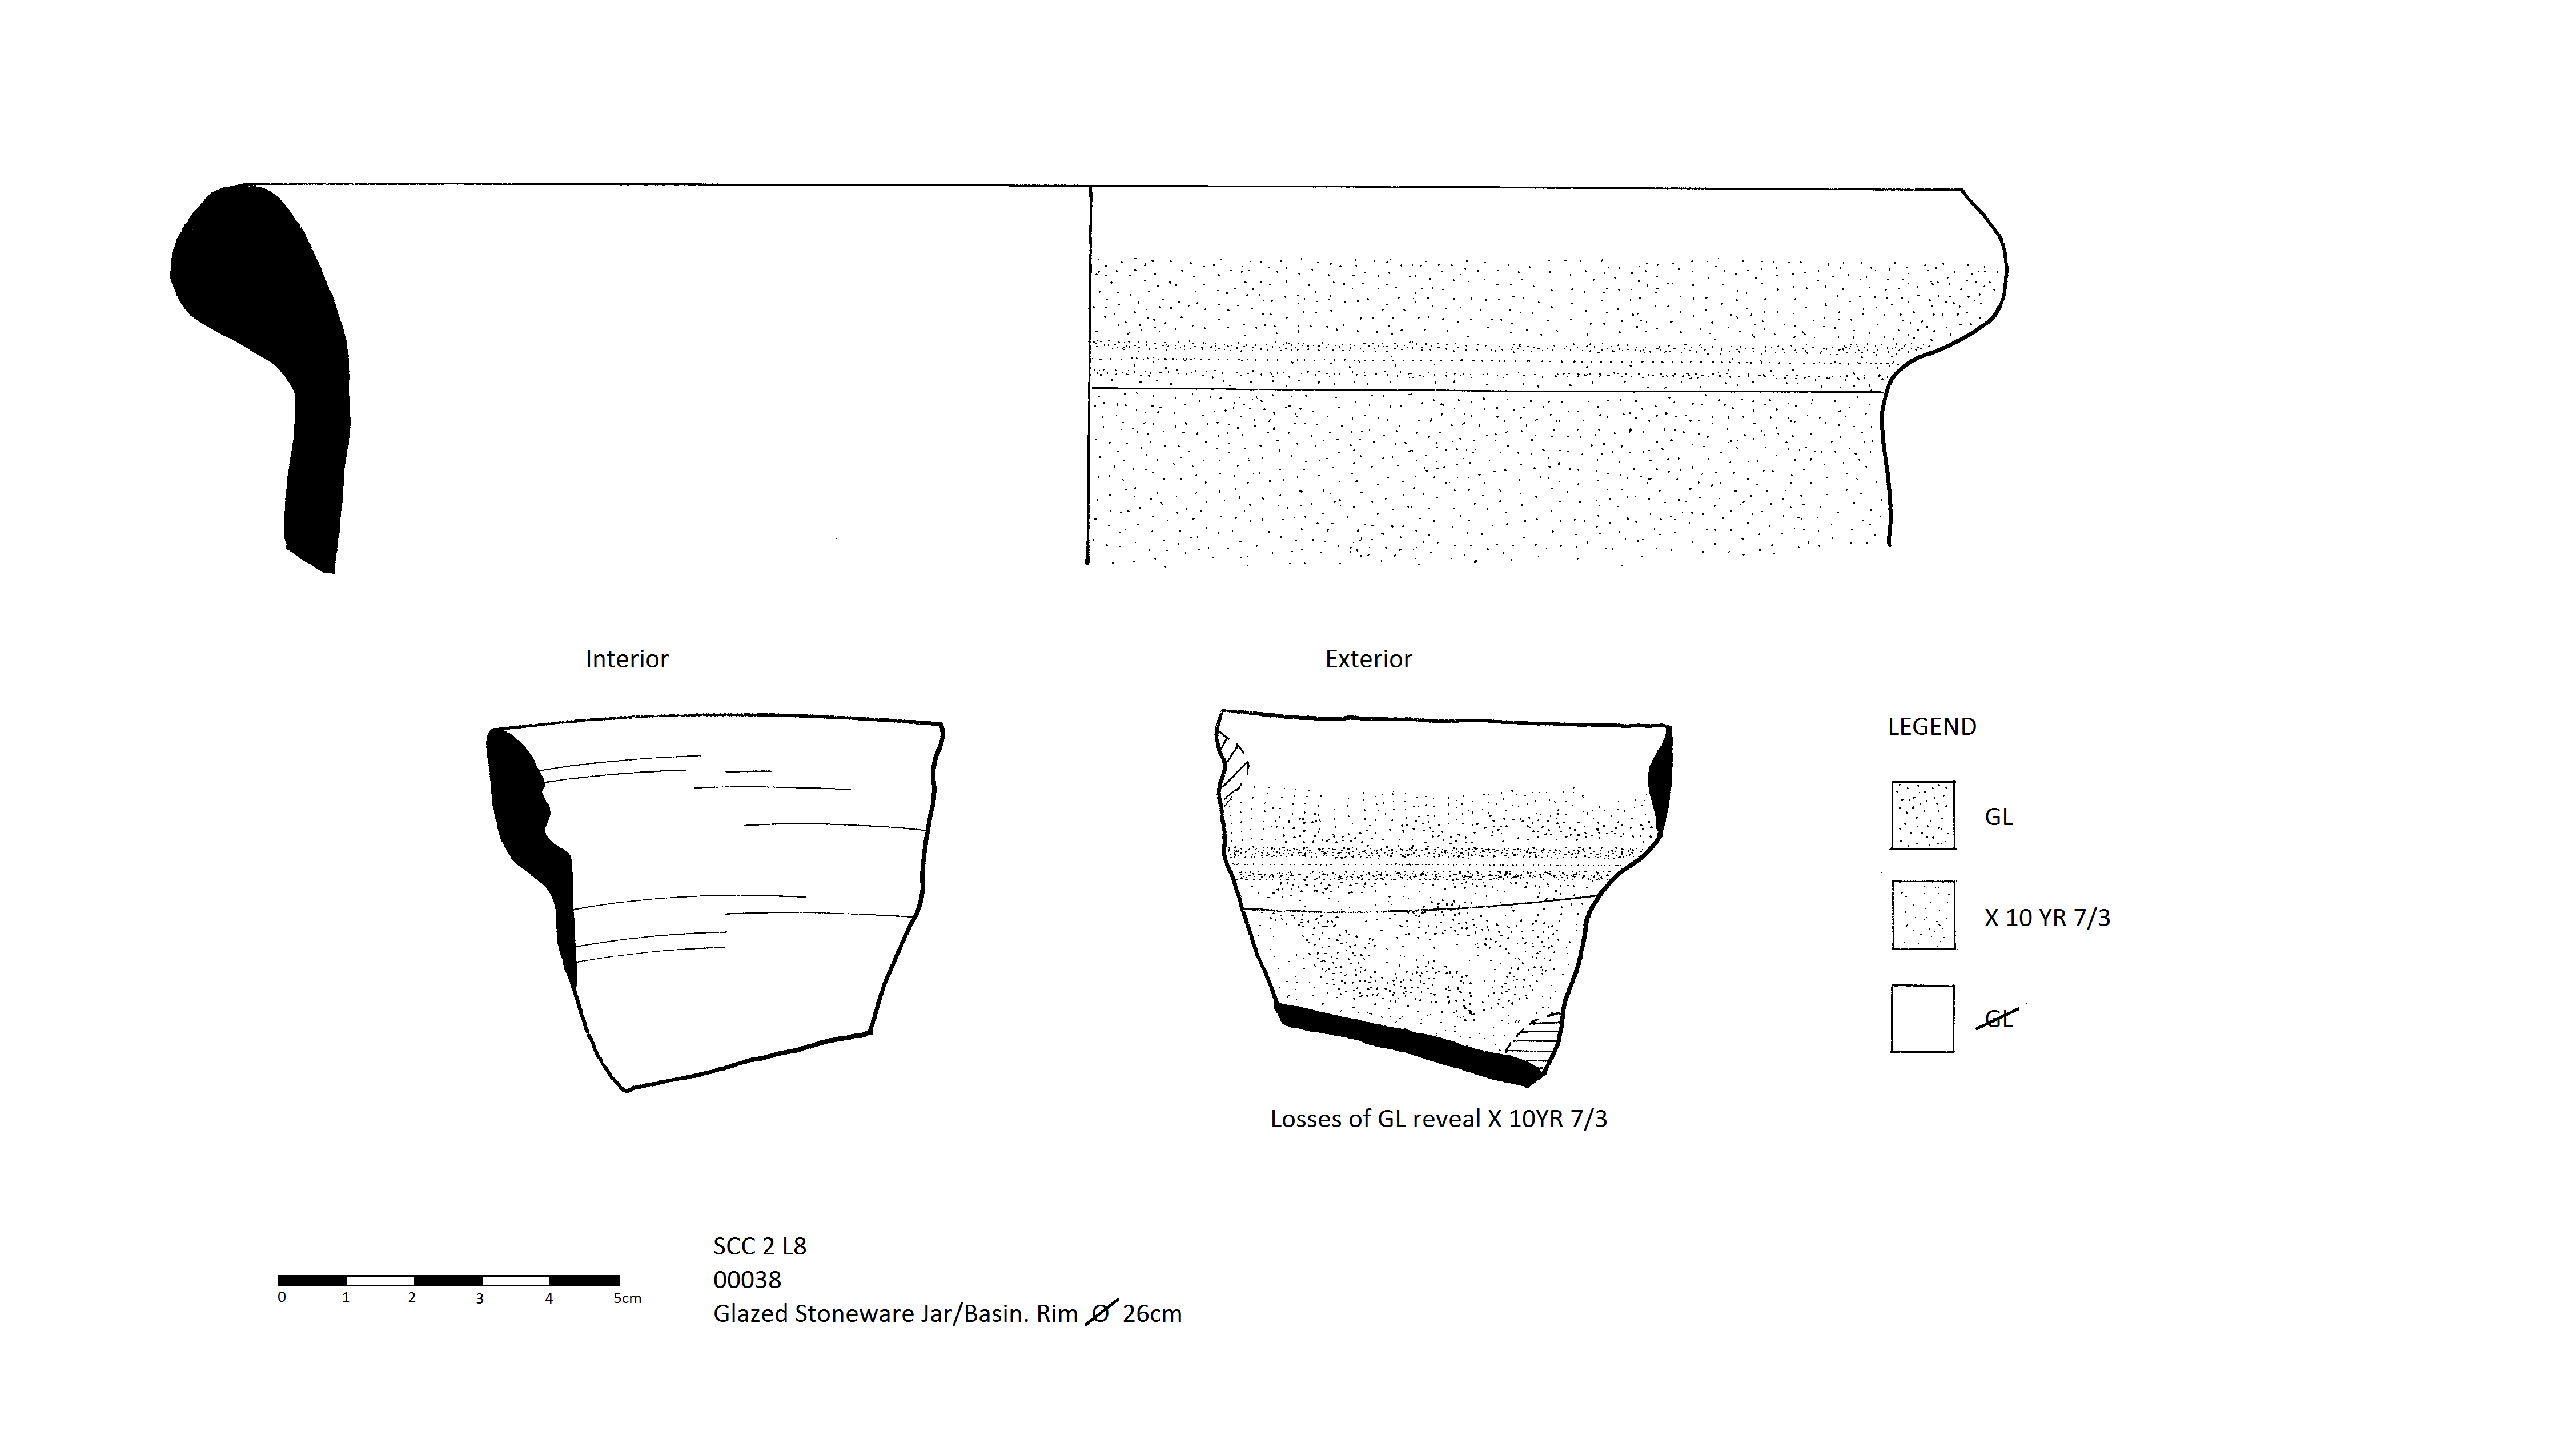 Interior
Exterior
LEGEND
GL
X 10 YR 7/3
GL
Losses of GL reveal X 10YR 7/3
SCC 2 L8
00038
Glazed Stoneware Jar/Basin. Rim Ø 26cm
0 1 2 3 4 5cm